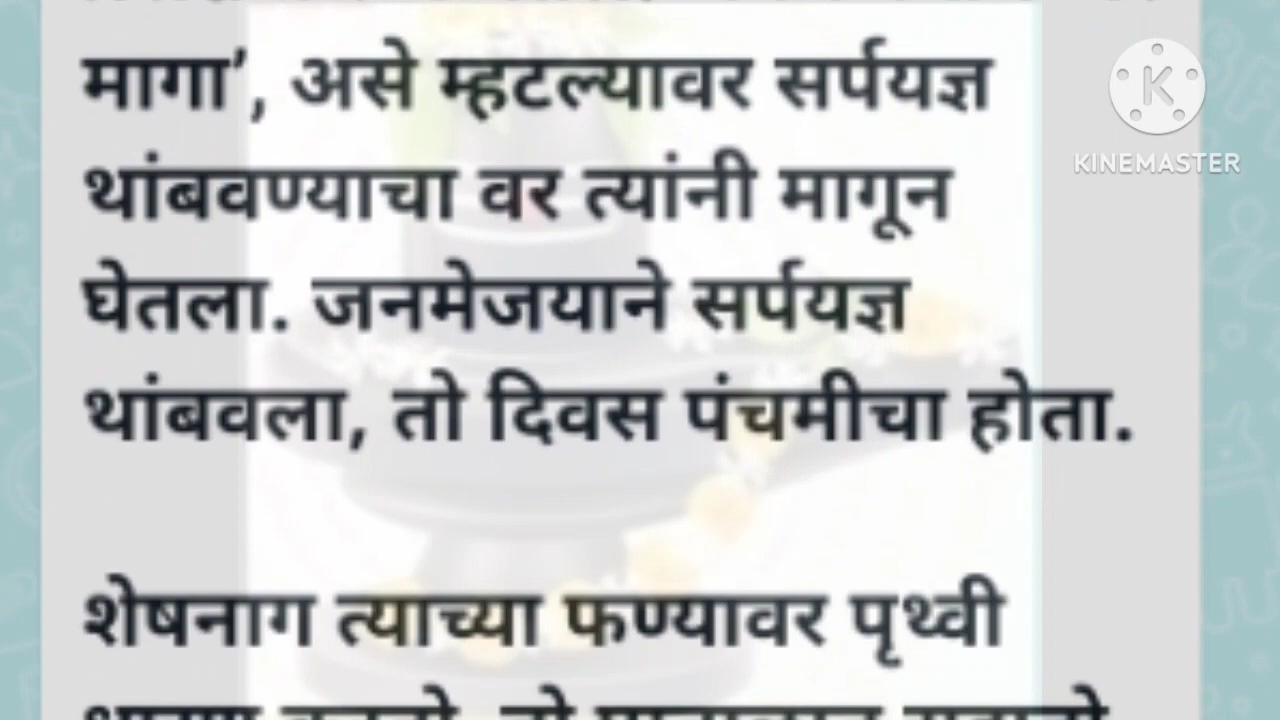 मागा’, असे म्हटल्यावर सर्पयज्ञ
थांबवण्याचा वर त्यांनी मागून
घेतला. जनमेजयाने सर्पयज्ञ
थांबवला, तो दिवस पंचमीचा होता.
शेषनाग त्याच्या फण्यावर पृथ्वी
KINEMASTER